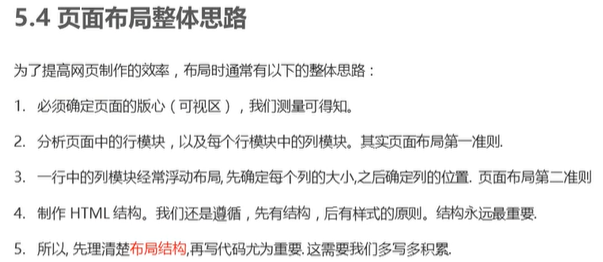 5.4 页面布局整体思路
为了提高网页制作的效率，布局时通常有以下的整体思路：
1. 必须确定页面的版心（可视区），我们测量可得知。
2. 分析页面中的行模块，以及每个行模块中的列模块。其实页面布局第一准则.
3. 一行中的列模块经常浮动布局,先确定每个列的大小,之后确定列的位置. 页面布局第二准则
4. 制作 HTML 结构。我们还是遵循，先有结构，后有样式的原则。结构永远最重要.
5. 所以, 先理清楚布局结构,再写代码尤为重要.这需要我们多写多积累.